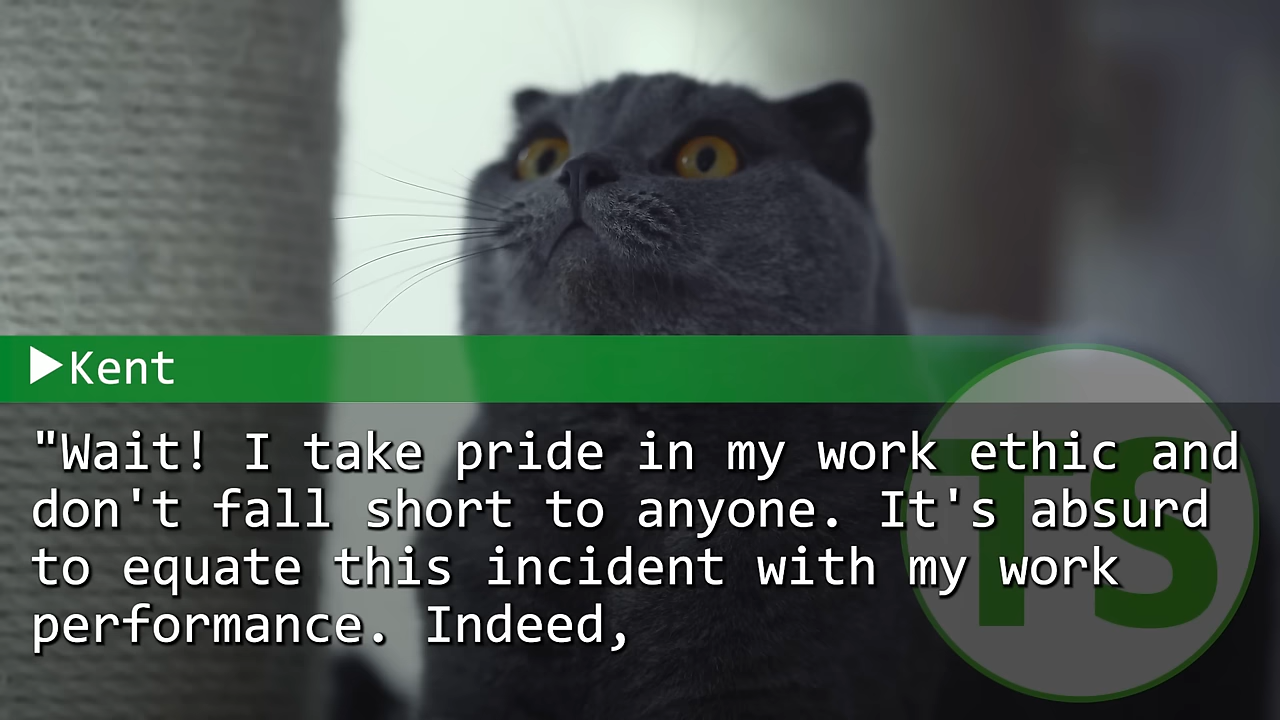 ▶Kent
"Wait! I take pride in my work ethic and
don't fall short to anyone. It's absurd
to equate this incident with my work
performance. Indeed,
TS